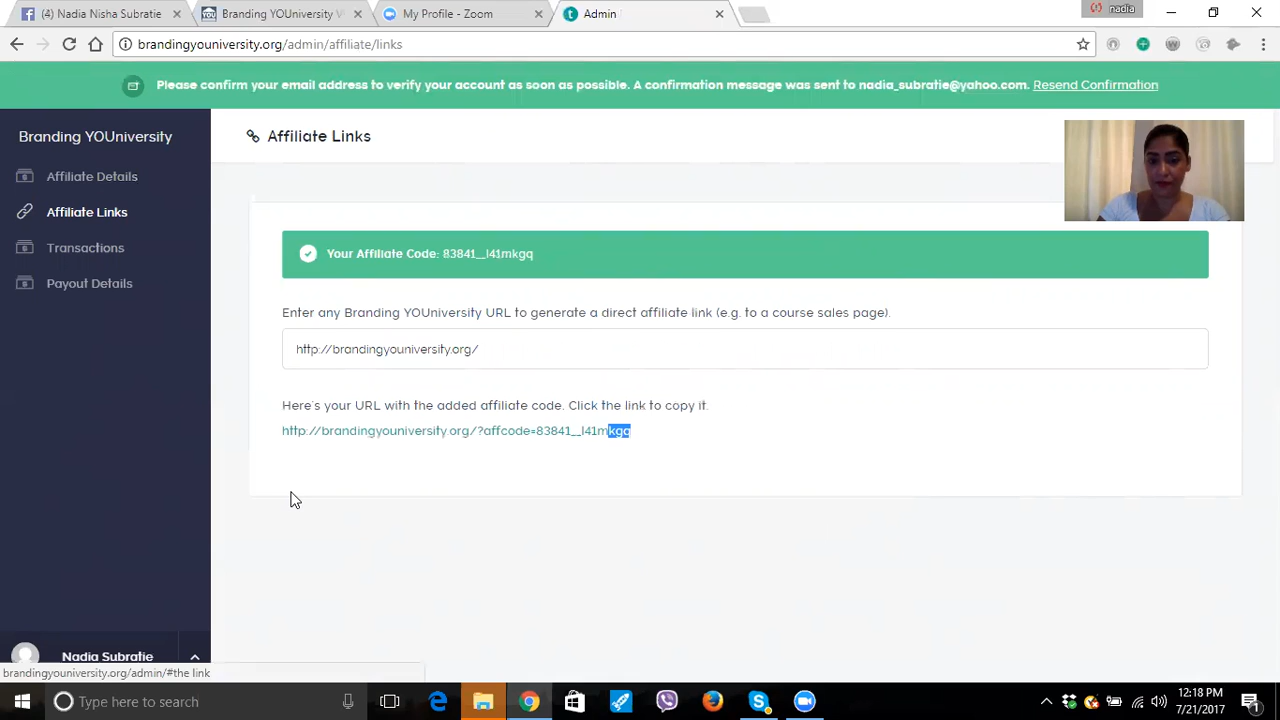 (4) Nadia Nisha Subratie
Branding YOUniversity V
My Profile - Zoom
Admin
nadia
brandingyouniversity.org/admin/affiliate/links
Please confirm your email address to verify your account as soon as possible. A confirmation message was sent to nadia_subratie@yahoo.com. Resend Confirmation
Branding YOUniversity
Affiliate Links
Affiliate Details
Affiliate Links
Transactions
Payout Details
Your Affiliate Code: 83841__l41mkgq
Enter any Branding YOUniversity URL to generate a direct affiliate link (e.g. to a course sales page).
http://brandingyouniversity.org/
Here's your URL with the added affiliate code. Click the link to copy it.
http://brandingyouniversity.org/?affcode=83841__l41mkgq
Nadia Subratie
brandingyouniversity.org/admin/#the link
Type here to search
12:18 PM
7/21/2017